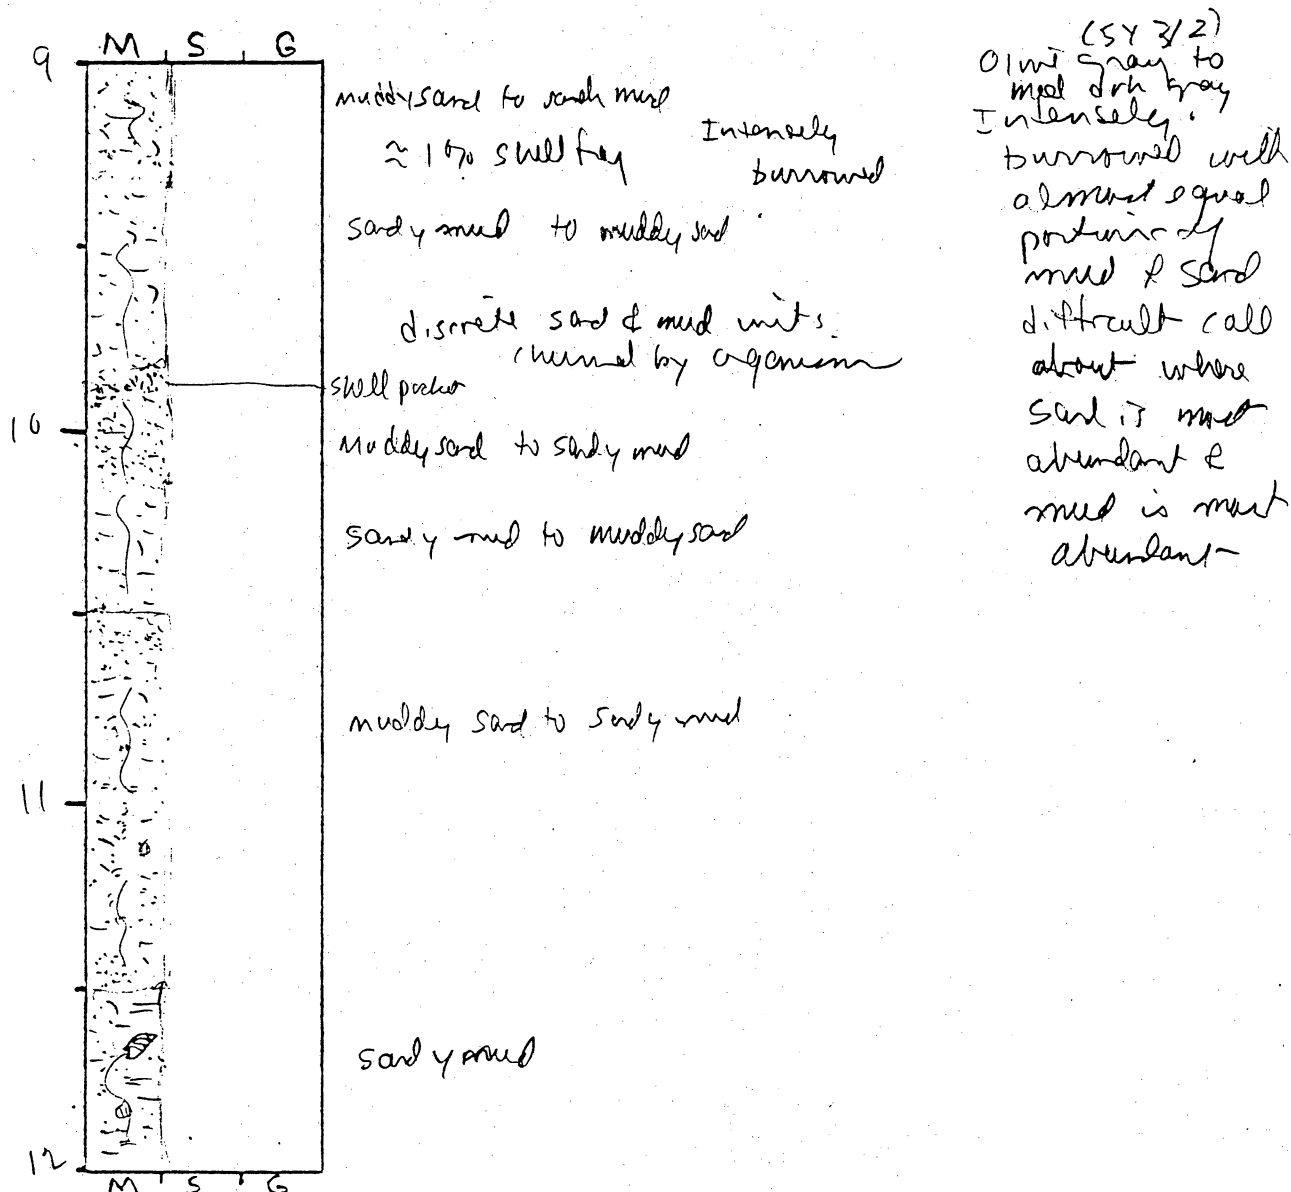 M S G
9
muddy sand to sandy mud
≈ 1% shell frag
Intensely
burrowed
sandy mud to muddy sand
discrete sand & mud units
churned by organism
shell pocket
10
Muddy sand to sandy mud
sandy mud to muddy sand
muddy sand to sandy mud
11
sandy mud
12
M S G
(5Y 3/2)
Olive gray to
med drk gray
Intensely
burrowed with
almost equal
portions of
mud & sand
difficult call
about where
sand is most
abundant &
mud is most
abundant